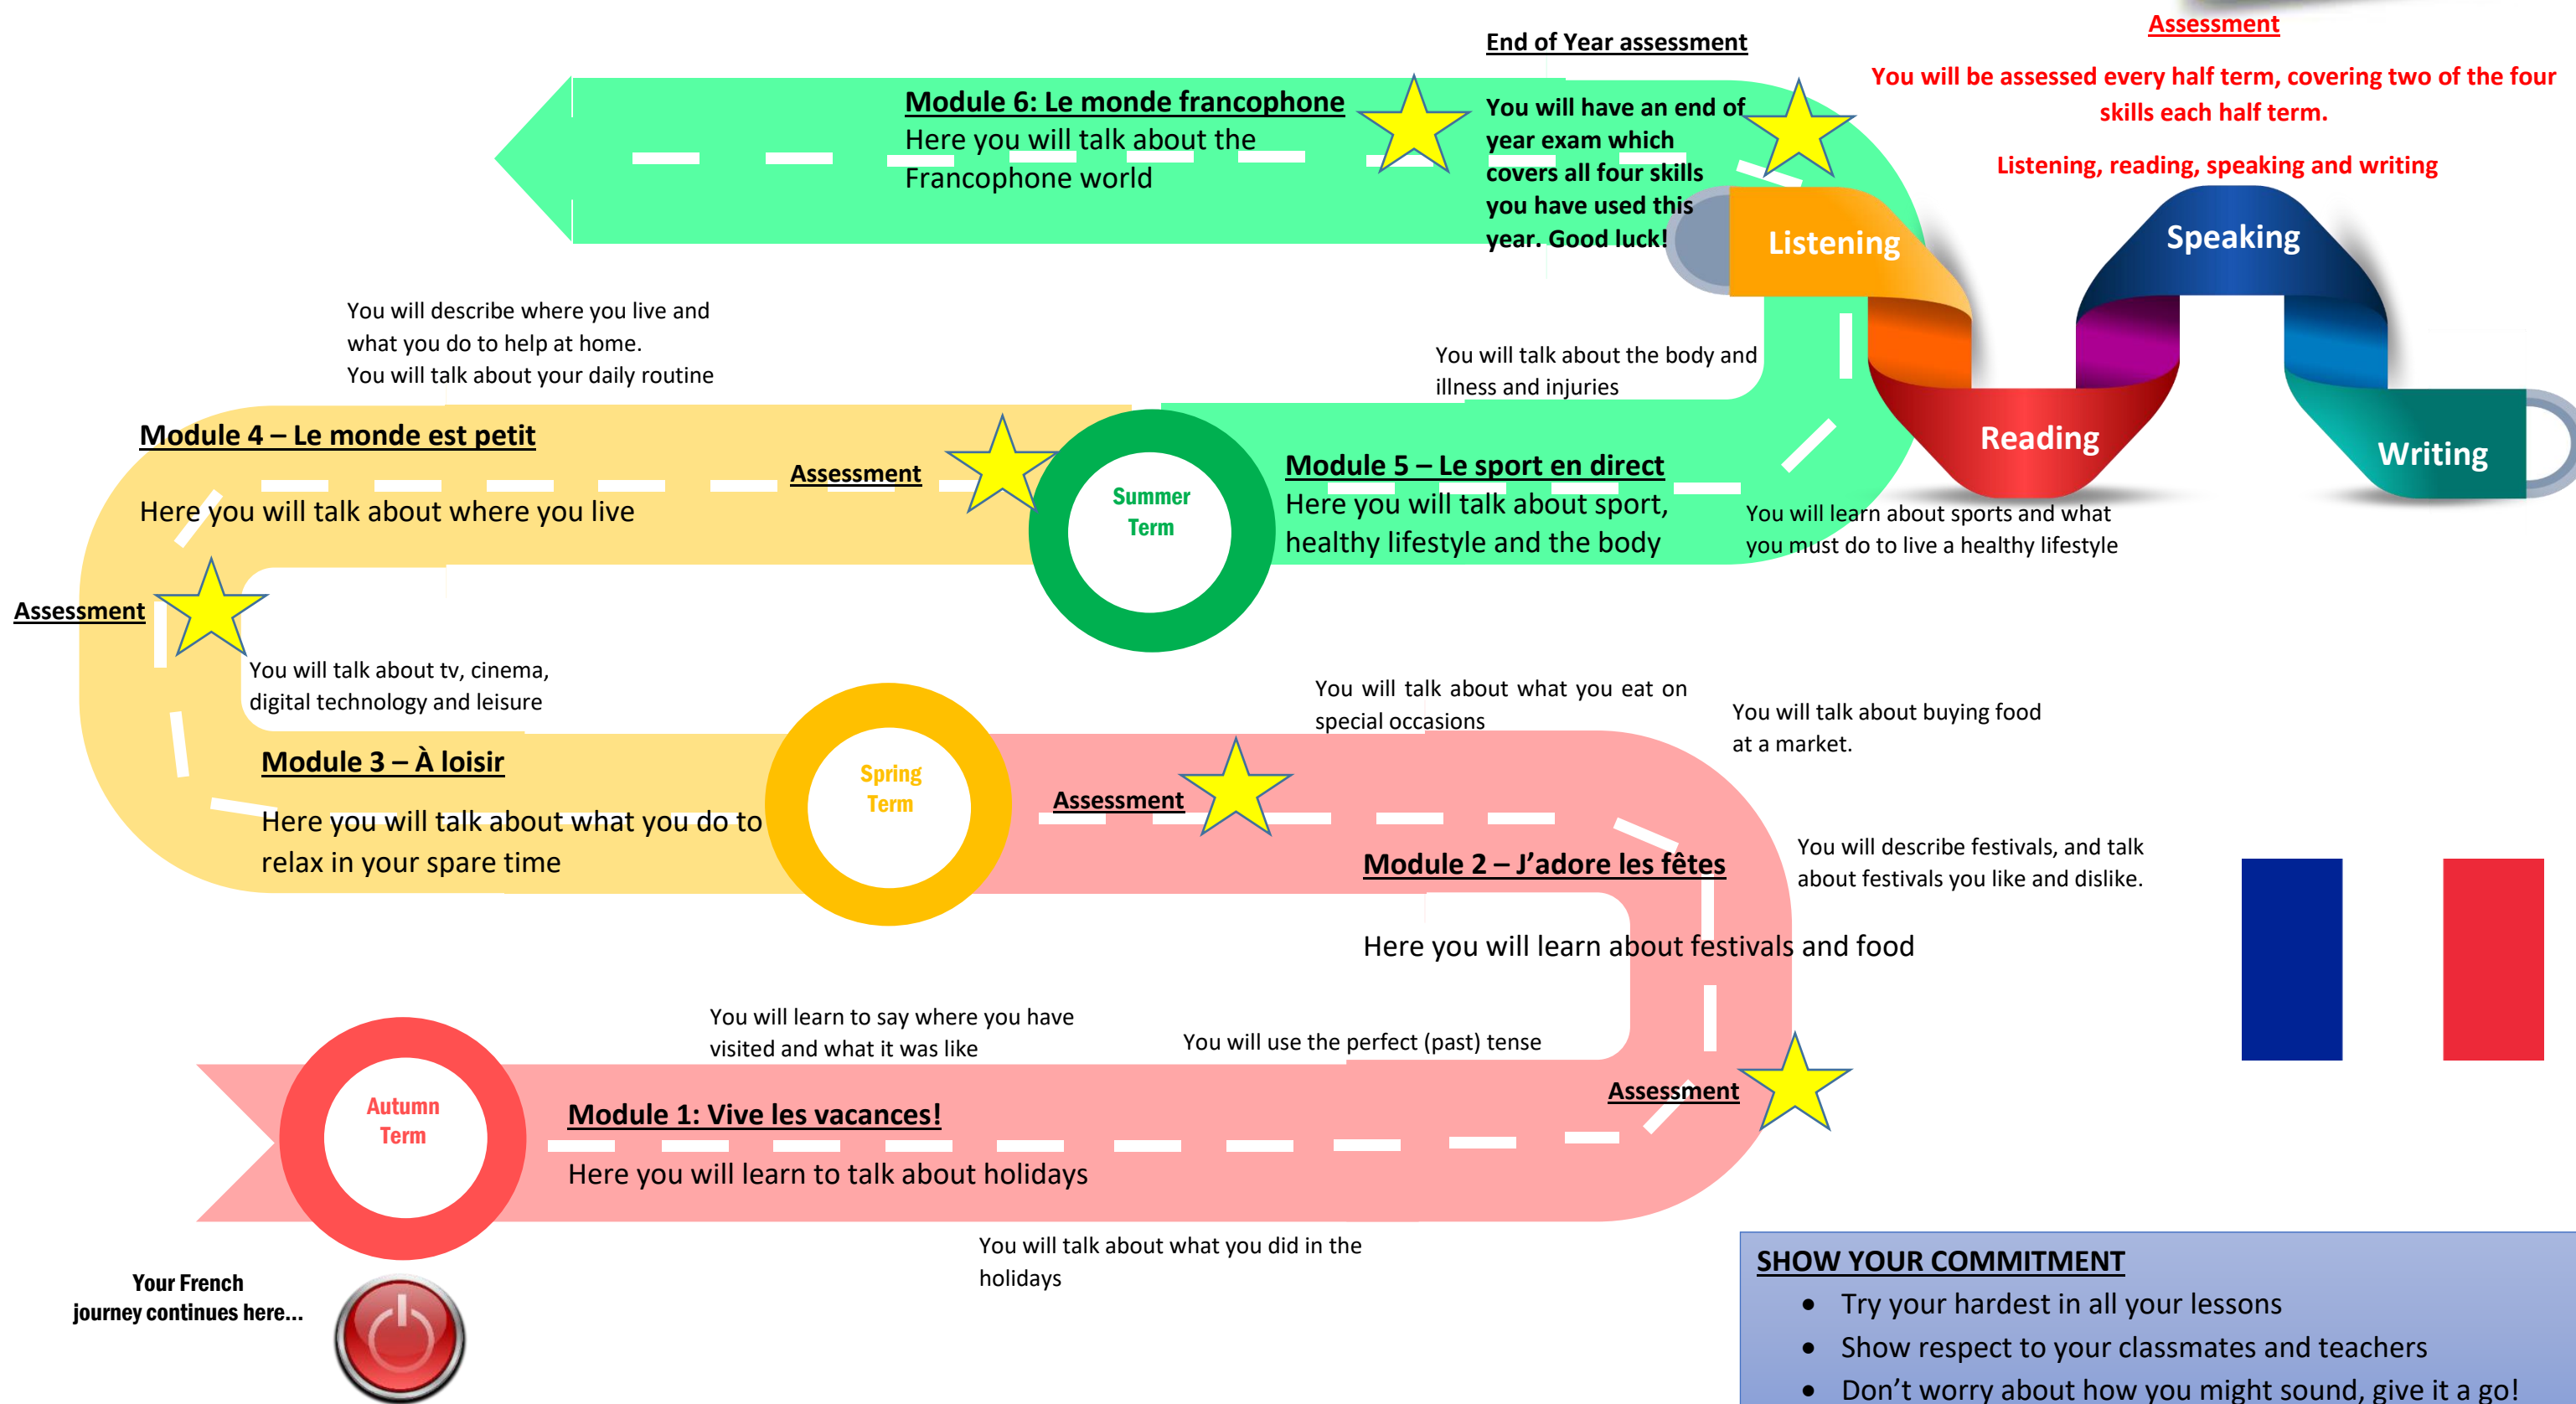 Assessment
You will be assessed every half term, covering two of the four
skills each half term.
Listening, reading, speaking and writing
Listening
Reading
Speaking
Writing
End of Year assessment
You will have an end of
year exam which
covers all four skills
you have used this
year. Good luck!
Module 6: Le monde francophone
Here you will talk about the
Francophone world
You will describe where you live and
what you do to help at home.
You will talk about your daily routine
You will talk about the body and
illness and injuries
Module 4 – Le monde est petit
Here you will talk about where you live
Assessment
Summer
Term
Module 5 – Le sport en direct
Here you will talk about sport,
healthy lifestyle and the body
You will learn about sports and what
you must do to live a healthy lifestyle
Assessment
You will talk about tv, cinema,
digital technology and leisure
Module 3 – À loisir
Here you will talk about what you do to
relax in your spare time
Spring
Term
Assessment
You will talk about what you eat on
special occasions
You will talk about buying food
at a market.
Module 2 – J’adore les fêtes
Here you will learn about festivals and food
You will describe festivals, and talk
about festivals you like and dislike.
You will learn to say where you have
visited and what it was like
You will use the perfect (past) tense
Assessment
Autumn
Term
Module 1: Vive les vacances!
Here you will learn to talk about holidays
You will talk about what you did in the
holidays
Your French
journey continues here...
SHOW YOUR COMMITMENT
• Try your hardest in all your lessons
• Show respect to your classmates and teachers
• Don’t worry about how you might sound, give it a go!